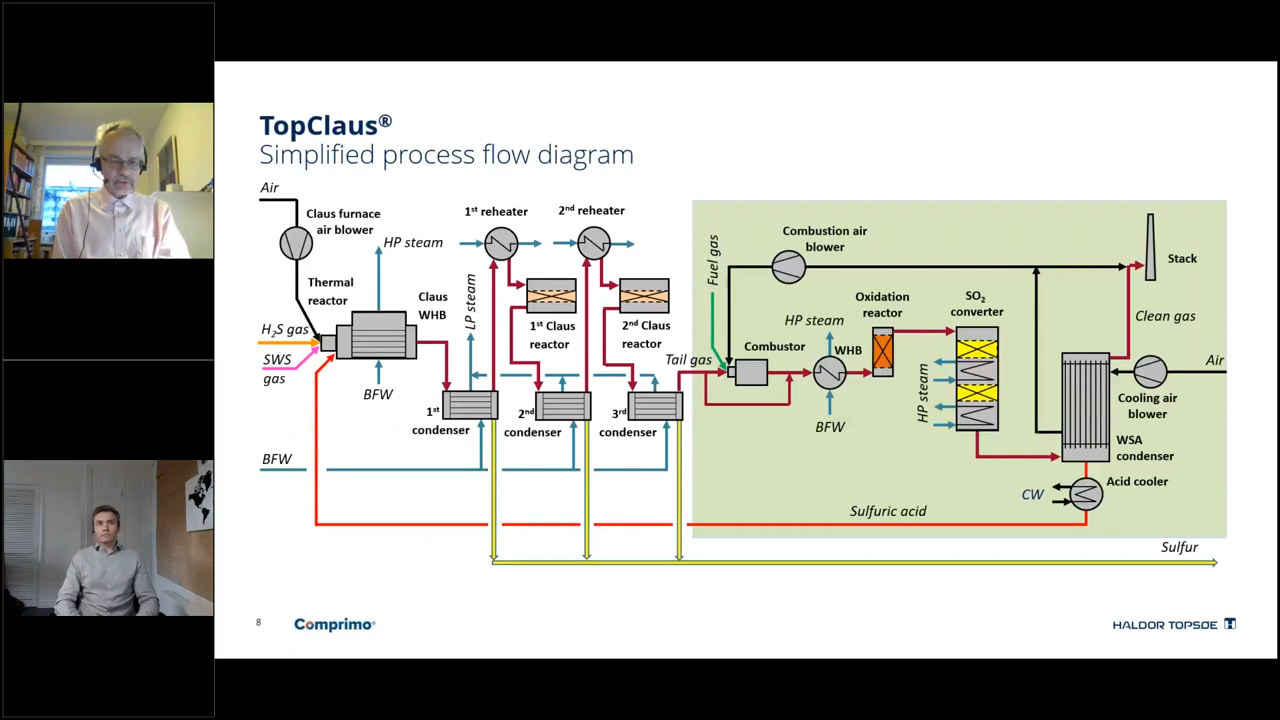 TopClaus®
Simplified process flow diagram
Air
Claus furnace
air blower
HP steam
Thermal
reactor
Claus
WHB
H2S gas
SWS
gas
BFW
BFW
LP steam
1st reheater
2nd reheater
1st Claus
reactor
2nd Claus
reactor
1st
condenser
2nd
condenser
3rd
condenser
Tail gas
Fuel gas
Combustion air
blower
Combustor
HP steam
WHB
BFW
Oxidation
reactor
SO2
converter
HP steam
Stack
Clean gas
Air
Cooling air
blower
WSA
condenser
Acid cooler
CW
Sulfuric acid
Sulfur
8
Comprimo®
HALDOR TOPSØE